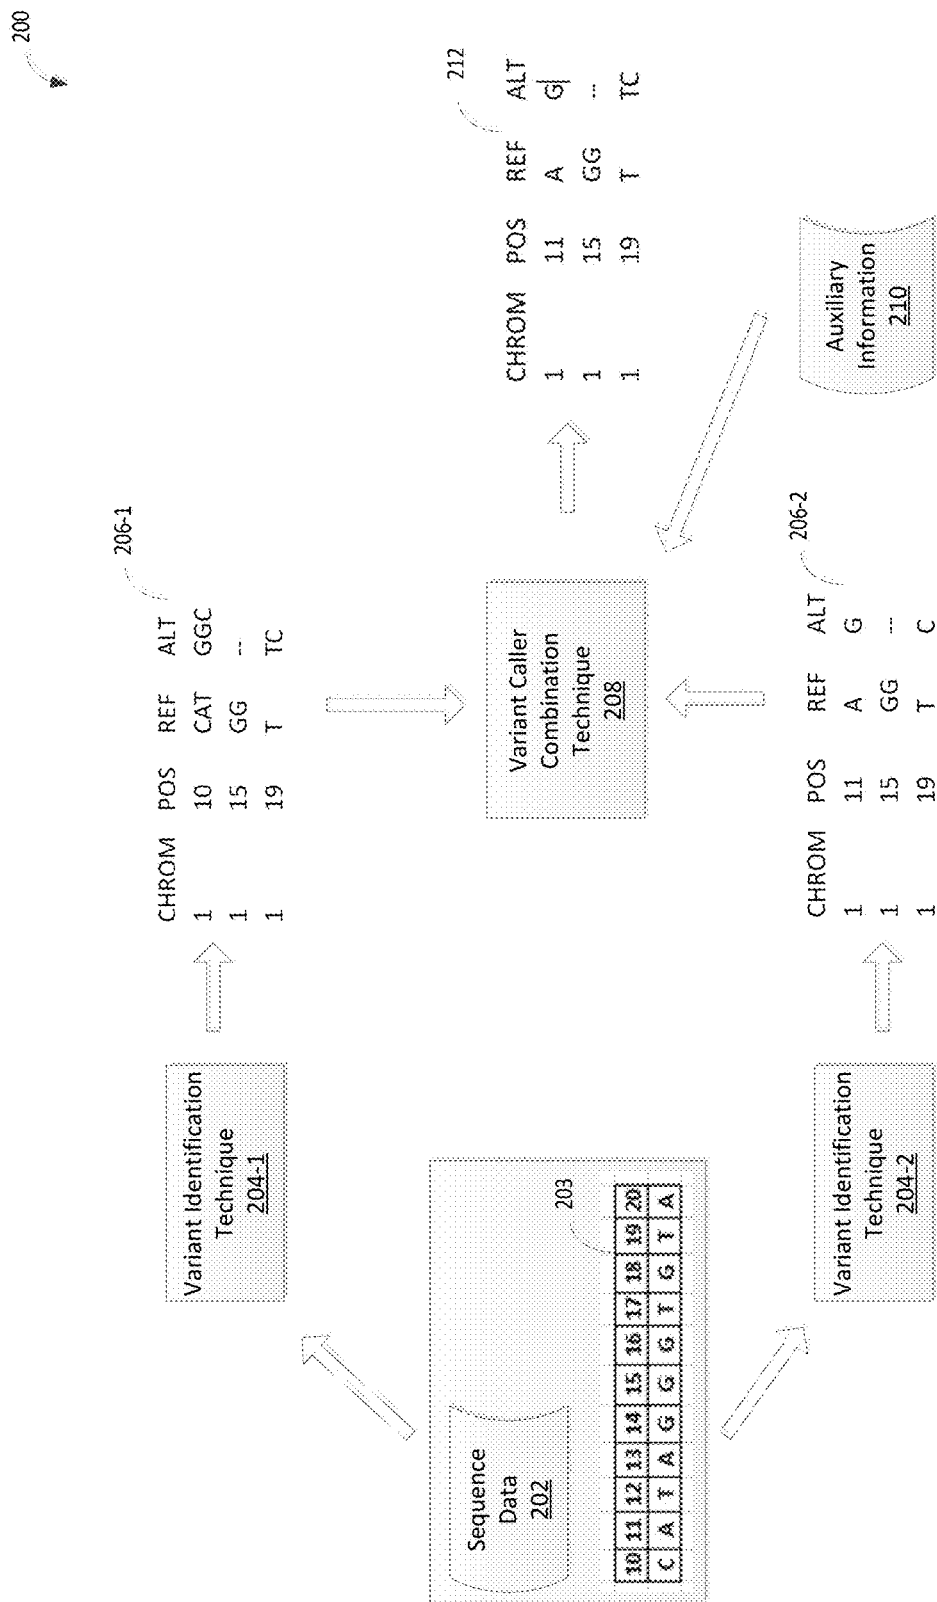 200
Sequence
Data
202
203
10 11 12 13 14 15 16 17 18 19 20
C A T A G G G T G T A
Variant Identification
Technique
204-1
206-1
CHROM POS REF ALT
1 10 CAT GGC
1 15 GG --
1 19 T TC
Variant Identification
Technique
204-2
206-2
CHROM POS REF ALT
1 11 A G
1 15 GG --
1 19 T C
Variant Caller
Combination
Technique
208
Auxiliary
Information
210
212
CHROM POS REF ALT
1 11 A G|
1 15 GG --
1 19 T TC